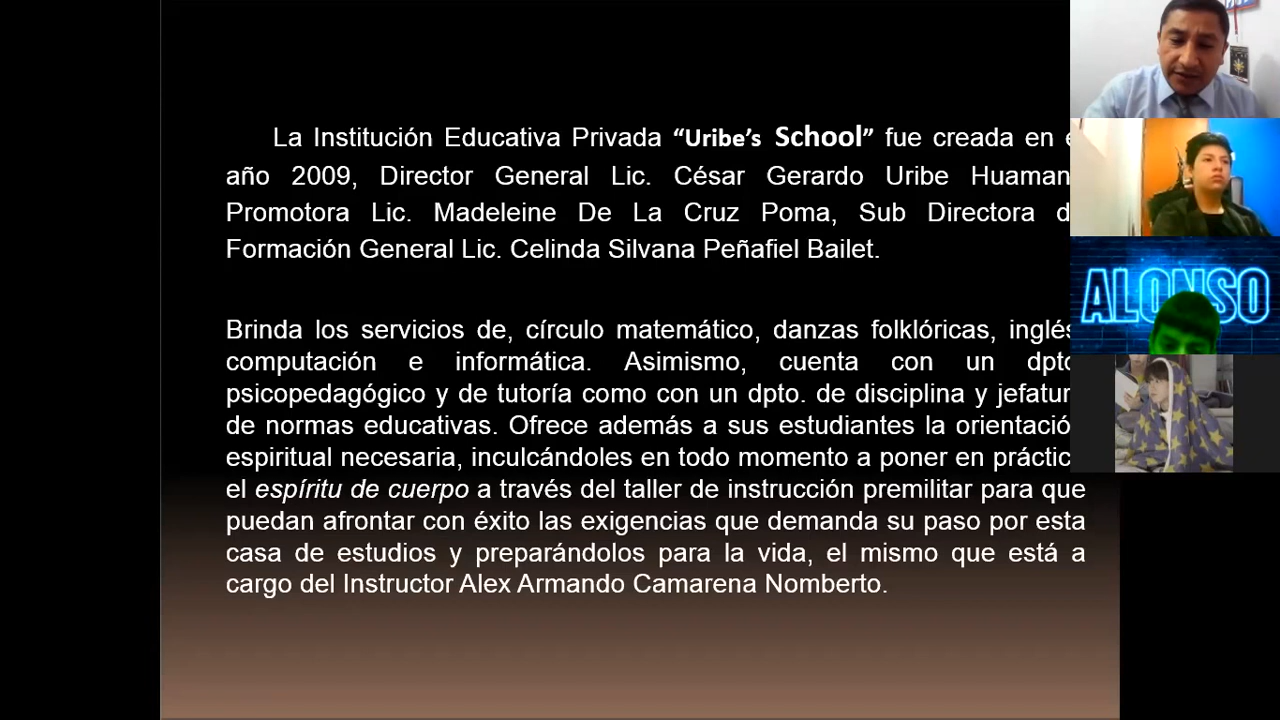 La Institución Educativa Privada “Uribe’s School” fue creada en
año 2009, Director General Lic. César Gerardo Uribe Huaman
Promotora Lic. Madeleine De La Cruz Poma, Sub Directora
Formación General Lic. Celinda Silvana Peñafiel Bailet.
Brinda los servicios de, círculo matemático, danzas folklóricas, inglés
computación e informática. Asimismo, cuenta con un dpto
psicopedagógico y de tutoría como con un dpto. de disciplina y jefatur
de normas educativas. Ofrece además a sus estudiantes la orientació
espiritual necesaria, inculcándoles en todo momento a poner en práctic
el espíritu de cuerpo a través del taller de instrucción premilitar para que
puedan afrontar con éxito las exigencias que demanda su paso por esta
casa de estudios y preparándolos para la vida, el mismo que está a
cargo del Instructor Alex Armando Camarena Nomberto.
ALONSO